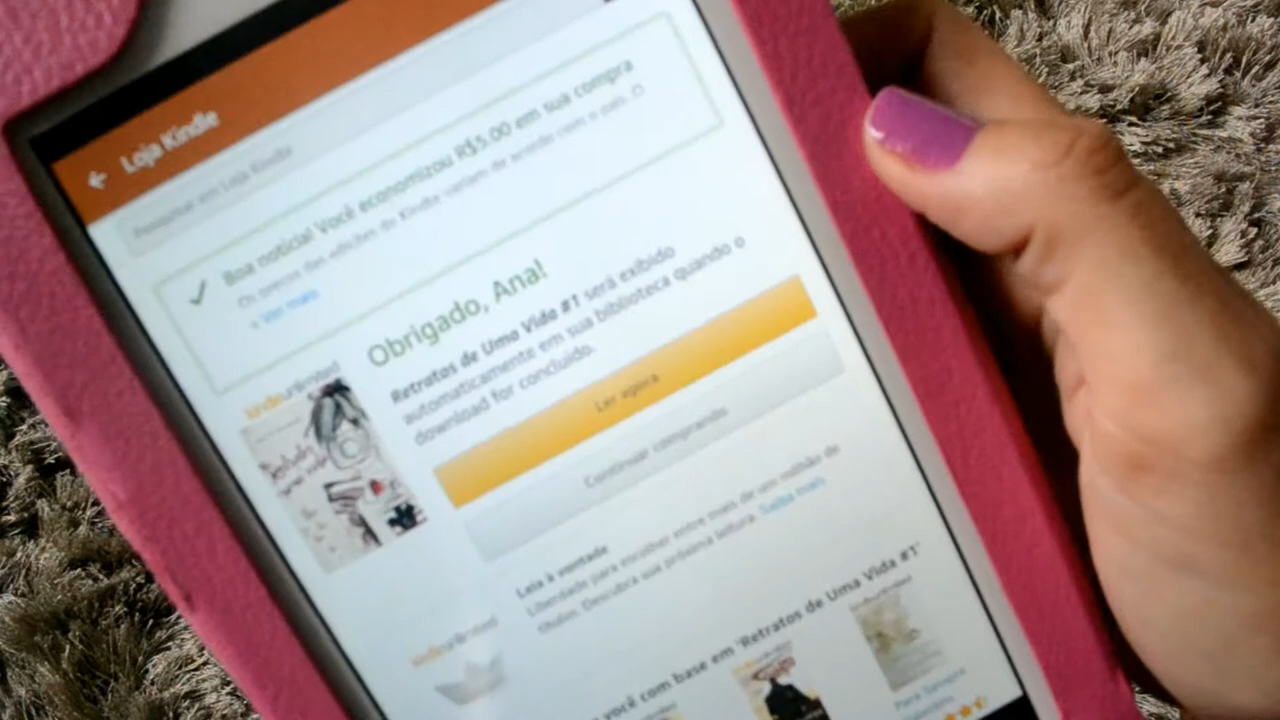 Loja Kindle
Pesquisar em Loja Kindle
Boa notícia! Você economizou R$5.00 em sua compra
Os preços das edições do Kindle variam de acordo com o país. O
» Ver mais
Obrigado, Ana!
kindleunlimited
Retratos de Uma Vida #1 será exibido
automaticamente em sua biblioteca quando o
download for concluído.
Ler agora
Continuar comprando
Leia à vontade
Liberdade para escolher entre mais de um milhão de
títulos. Descubra sua próxima leitura. Saiba mais
kindleunlimited
você com base em 'Retratos de Uma Vida #1'
Para Sempre